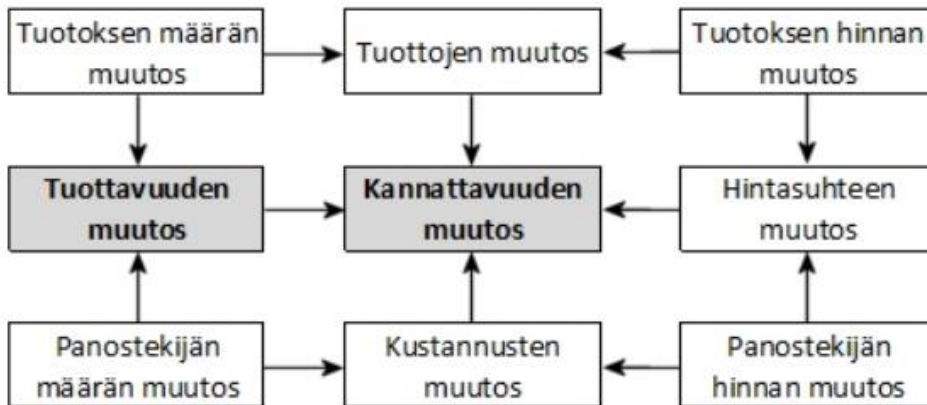 Tuotoksen määrän
muutos
Tuottojen muutos
Tuotoksen hinnan
muutos
Tuottavuuden
muutos
Kannattavuuden
muutos
Hintasuhteen
muutos
Panostekijän
määrän muutos
Kustannusten
muutos
Panostekijän
hinnan muutos